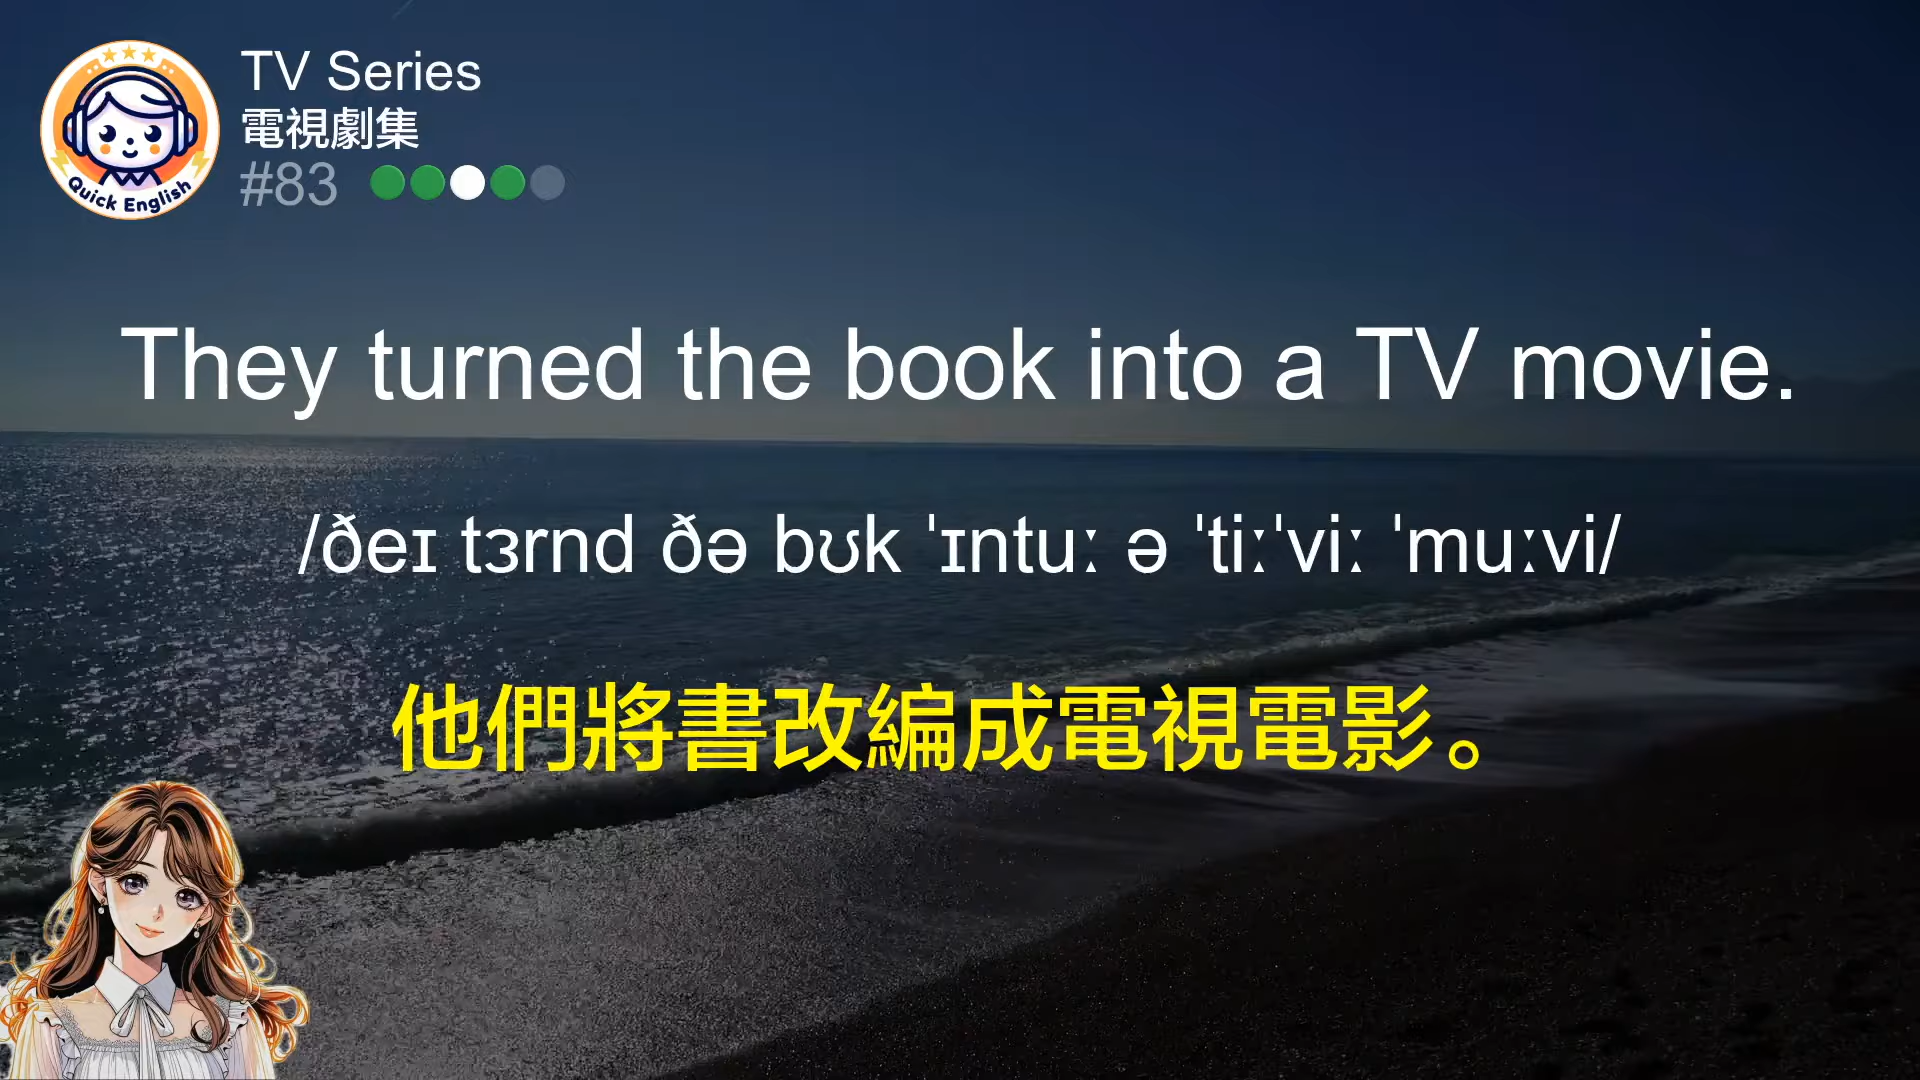 TV Series
電視劇集
#83
Quick English
They turned the book into a TV movie.
/ðeɪ tɜrnd ðə bʊk ˈɪntuː ə ˈtiːˈviː ˈmuːvi/
他們將書改編成電視電影。